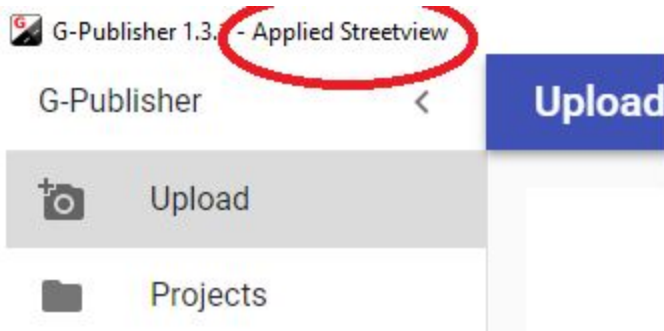 G-Publisher 1.3. - Applied Streetview
G-Publisher
Upload
Upload
Projects